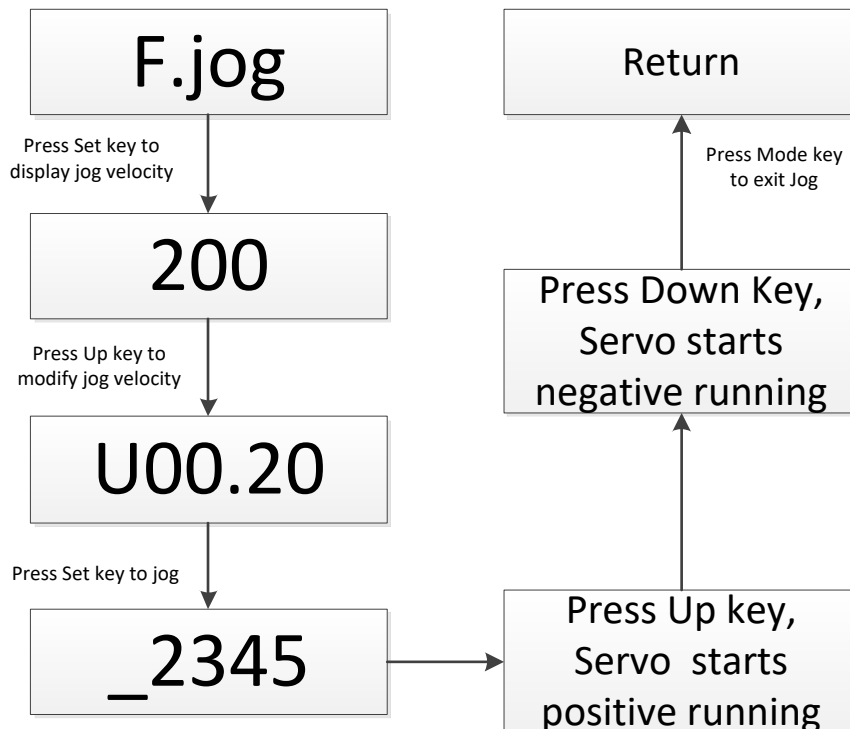 F.jog
Press Set key to
display jog velocity
200
Press Up key to
modify jog velocity
U00.20
Press Set key to jog
_2345
Press Up key,
Servo starts
positive running
Press Down Key,
Servo starts
negative running
Press Mode key
to exit Jog
Return